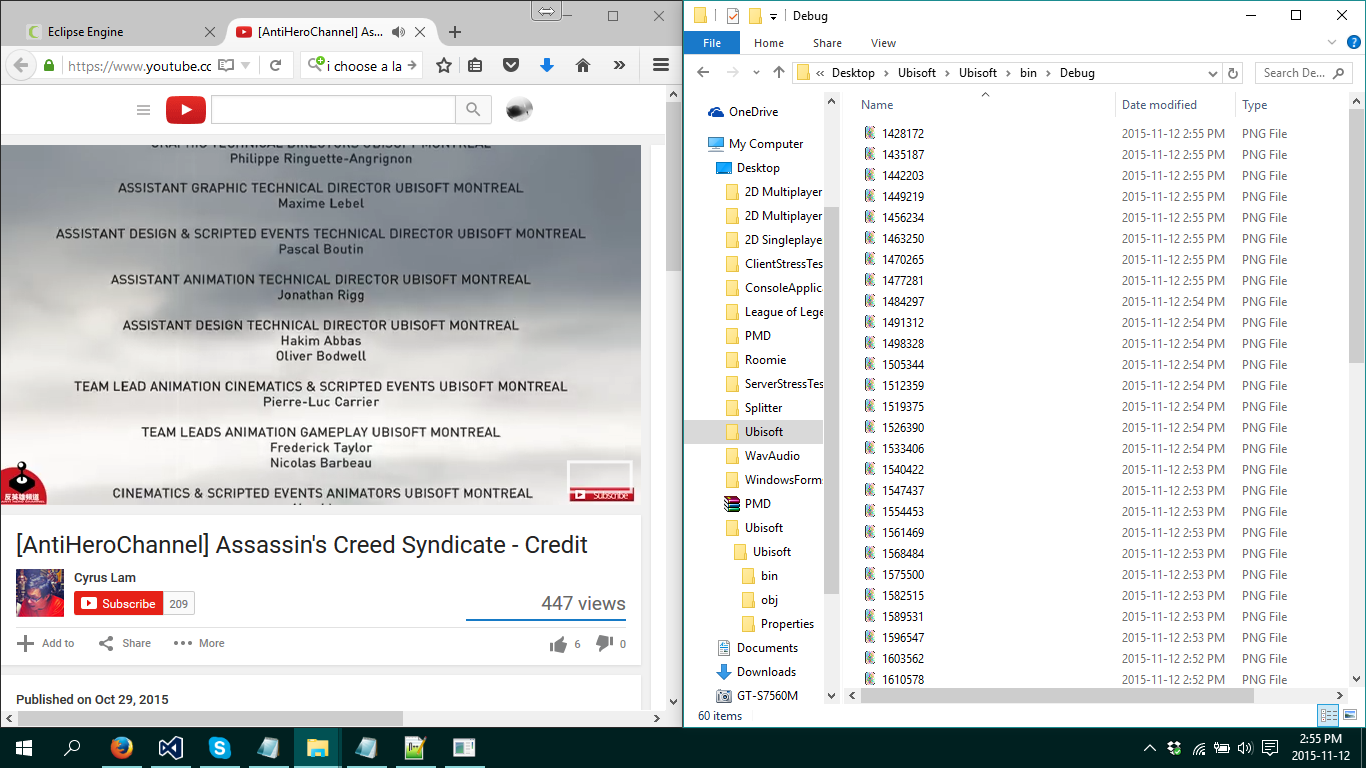 Eclipse Engine
[AntiHeroChannel] As...
https://www.youtube.cc
i choose a la
PHILIPPE Ringuette-Angrignon
ASSISTANT GRAPHIC TECHNICAL DIRECTOR UBISOFT MONTREAL
Maxime Lebel
ASSISTANT DESIGN & SCRIPTED EVENTS TECHNICAL DIRECTOR UBISOFT MONTREAL
Pascal Boutin
ASSISTANT ANIMATION TECHNICAL DIRECTOR UBISOFT MONTREAL
Jonathan Rigg
ASSISTANT DESIGN TECHNICAL DIRECTOR UBISOFT MONTREAL
Hakim Abbas
Oliver Bodwell
TEAM LEAD ANIMATION CINEMATICS & SCRIPTED EVENTS UBISOFT MONTREAL
Pierre-Luc Carrier
TEAM LEADS ANIMATION GAMEPLAY UBISOFT MONTREAL
Frederick Taylor
Nicolas Barbeau
CINEMATICS & SCRIPTED EVENTS ANIMATORS UBISOFT MONTREAL
反英雄頻道
Subscribe
[AntiHeroChannel] Assassin's Creed Syndicate - Credit
Cyrus Lam
Subscribe 209
447 views
Add to Share More 6 0
Published on Oct 29, 2015
Debug
File Home Share View
« Desktop Ubisoft Ubisoft bin Debug
Search De...
OneDrive
My Computer
Desktop
2D Multiplayer
2D Multiplayer
2D Singleplaye
ClientStressTes
ConsoleApplic
League of Lege
PMD
Roomie
ServerStressTes
Splitter
Ubisoft
WavAudio
WindowsForm
PMD
Ubisoft
Ubisoft
bin
obj
Properties
Documents
Downloads
GT-S7560M
Name Date modified Type
1428172 2015-11-12 2:55 PM PNG File
1435187 2015-11-12 2:55 PM PNG File
1442203 2015-11-12 2:55 PM PNG File
1449219 2015-11-12 2:55 PM PNG File
1456234 2015-11-12 2:55 PM PNG File
1463250 2015-11-12 2:55 PM PNG File
1470265 2015-11-12 2:55 PM PNG File
1477281 2015-11-12 2:55 PM PNG File
1484297 2015-11-12 2:54 PM PNG File
1491312 2015-11-12 2:54 PM PNG File
1498328 2015-11-12 2:54 PM PNG File
1505344 2015-11-12 2:54 PM PNG File
1512359 2015-11-12 2:54 PM PNG File
1519375 2015-11-12 2:54 PM PNG File
1526390 2015-11-12 2:54 PM PNG File
1533406 2015-11-12 2:54 PM PNG File
1540422 2015-11-12 2:53 PM PNG File
1547437 2015-11-12 2:53 PM PNG File
1554453 2015-11-12 2:53 PM PNG File
1561469 2015-11-12 2:53 PM PNG File
1568484 2015-11-12 2:53 PM PNG File
1575500 2015-11-12 2:53 PM PNG File
1582515 2015-11-12 2:53 PM PNG File
1589531 2015-11-12 2:53 PM PNG File
1596547 2015-11-12 2:53 PM PNG File
1603562 2015-11-12 2:52 PM PNG File
1610578 2015-11-12 2:52 PM PNG File
60 items
2:55 PM
2015-11-12